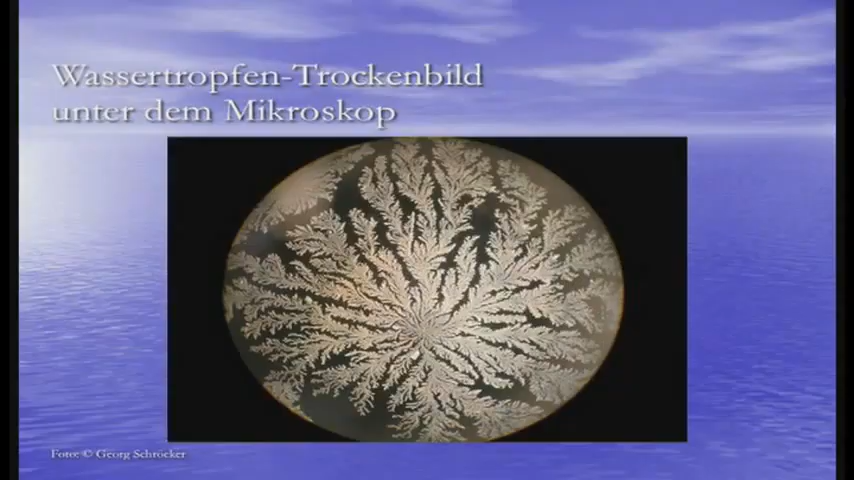 Wassertropfen-Trockenbild
unter dem Mikroskop
Foto: © Georg Schröcker